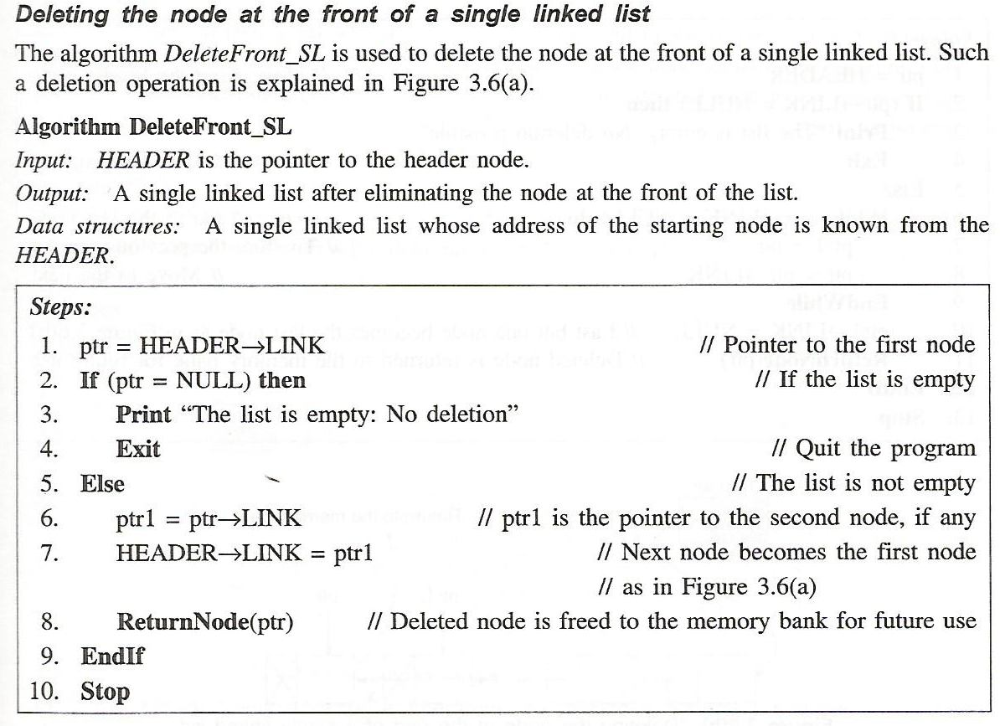 Deleting the node at the front of a single linked list
The algorithm DeleteFront_SL is used to delete the node at the front of a single linked list. Such
a deletion operation is explained in Figure 3.6(a).
Algorithm DeleteFront_SL
Input: HEADER is the pointer to the header node.
Output: A single linked list after eliminating the node at the front of the list.
Data structures: A single linked list whose address of the starting node is known from the
HEADER.
Steps:
1. ptr = HEADER→LINK // Pointer to the first node
2. If (ptr = NULL) then // If the list is empty
3. Print “The list is empty: No deletion”
4. Exit // Quit the program
5. Else // The list is not empty
6. ptr1 = ptr→LINK // ptr1 is the pointer to the second node, if any
7. HEADER→LINK = ptr1 // Next node becomes the first node
// as in Figure 3.6(a)
8. ReturnNode(ptr) // Deleted node is freed to the memory bank for future use
9. EndIf
10. Stop